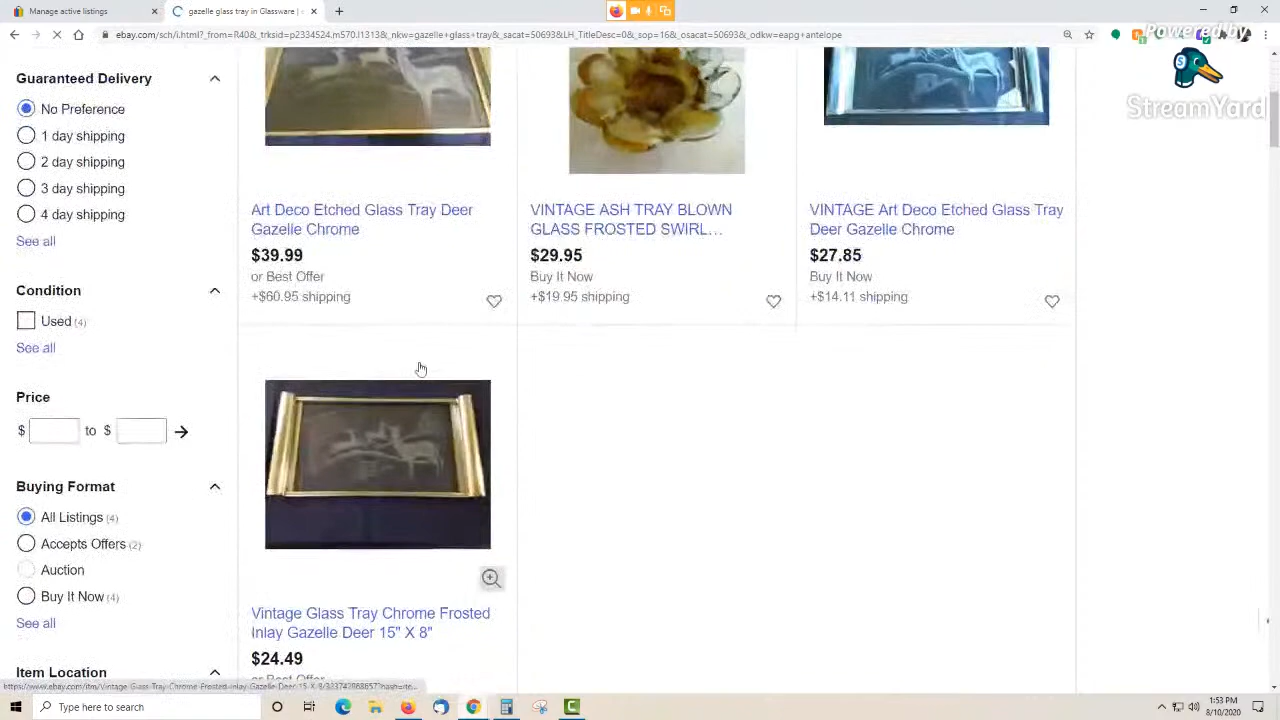 Manage active listings
gazelle glass tray in Glassware |
ebay.com/sch/i.html?_from=R40&_trksid=p2334524.m570.l1313&_nkw=gazelle+glass+tray&_sacat=50693&LH_TitleDesc=0&_sop=16&_osacat=50693&_odkw=eapg+antelope
Powered by
StreamYard
Guaranteed Delivery
No Preference
1 day shipping
2 day shipping
3 day shipping
4 day shipping
See all
Condition
Used (4)
See all
Price
$ to $
Buying Format
All Listings (4)
Accepts Offers (2)
Auction
Buy It Now (4)
See all
Item Location
Art Deco Etched Glass Tray Deer
Gazelle Chrome
$39.99
or Best Offer
+$60.95 shipping
VINTAGE ASH TRAY BLOWN
GLASS FROSTED SWIRL…
$29.95
Buy It Now
+$19.95 shipping
VINTAGE Art Deco Etched Glass Tray
Deer Gazelle Chrome
$27.85
Buy It Now
+$14.11 shipping
Vintage Glass Tray Chrome Frosted
Inlay Gazelle Deer 15" X 8"
$24.49
or Best Offer
Type here to search
1:53 PM
8/10/2020